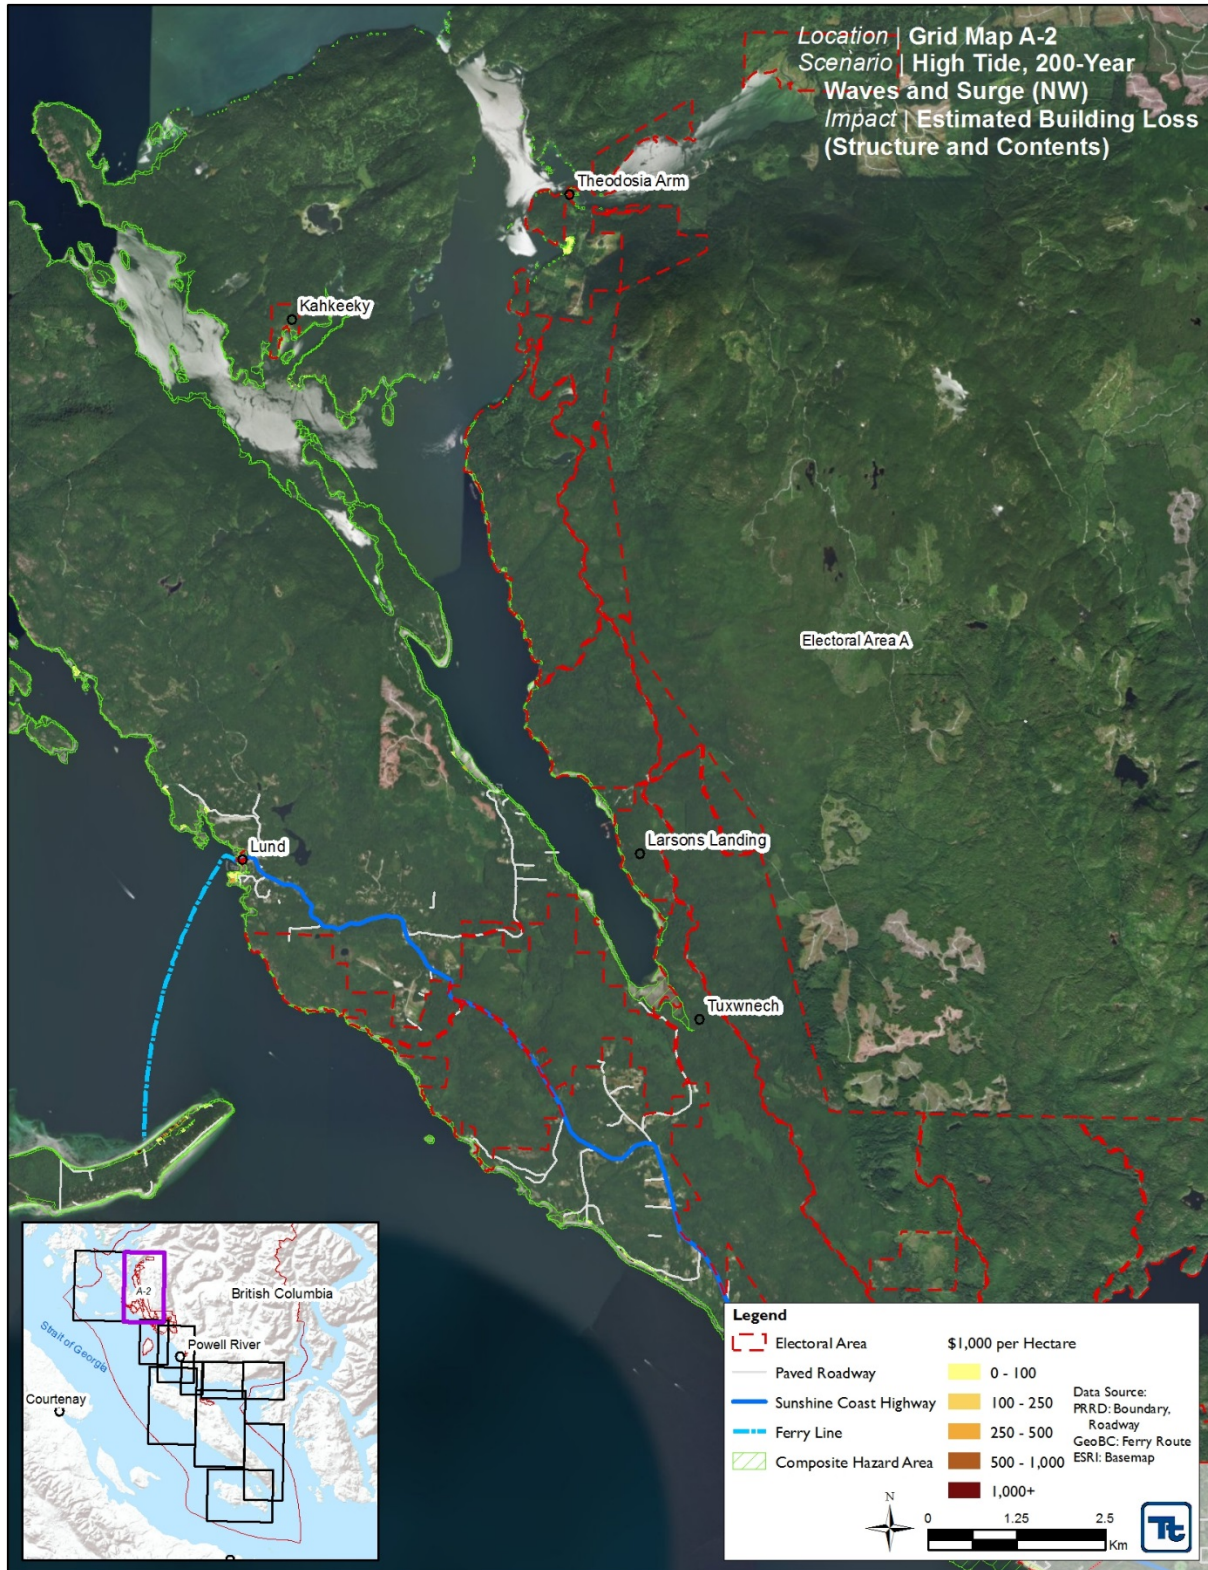 Location | Grid Map A-2
Scenario | High Tide, 200-Year
Waves and Surge (NW)
Impact | Estimated Building Loss
(Structure and Contents)
Theodosia Arm
Kahkeeky
Electoral Area A
Larsons Landing
Lund
Tuxwnech
A-2
British Columbia
Strait of Georgia
Powell River
Courtenay
Legend
Electoral Area
Paved Roadway
Sunshine Coast Highway
Ferry Line
Composite Hazard Area
$1,000 per Hectare
0 - 100
100 - 250
250 - 500
500 - 1,000
1,000+
Data Source:
PRRD: Boundary,
Roadway
GeoBC: Ferry Route
ESRI: Basemap
N
0 1.25 2.5
Km
Tt